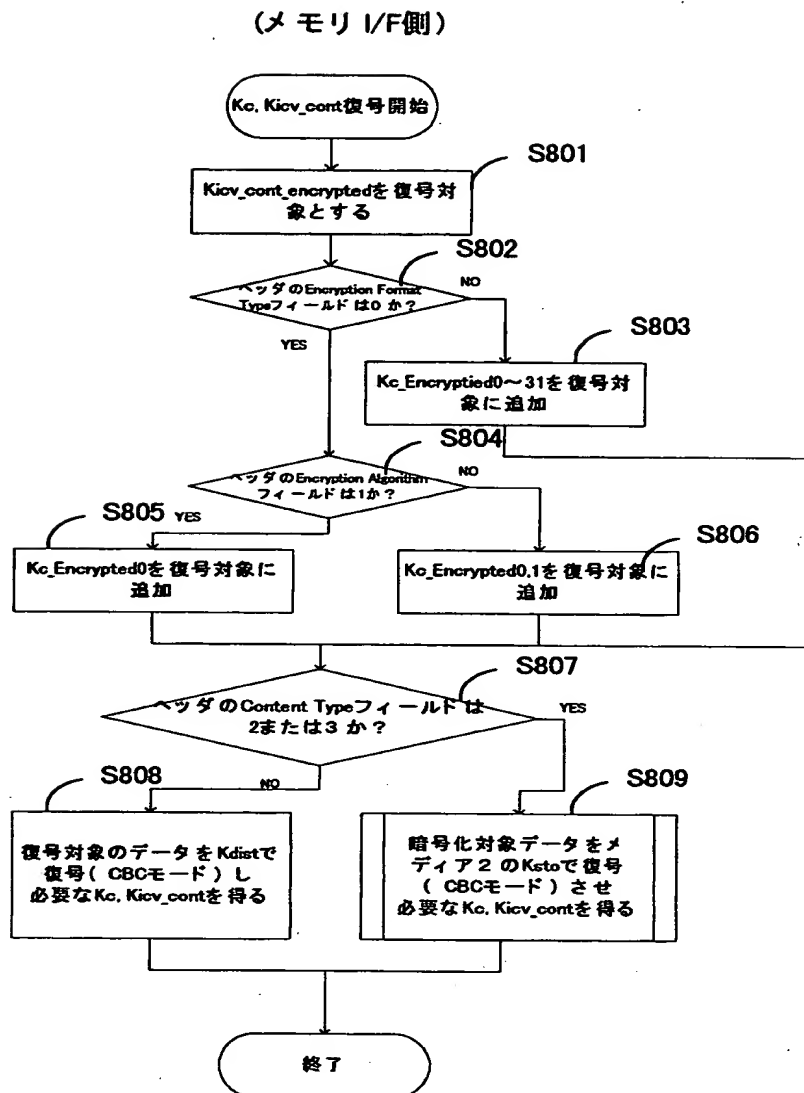 (メモリ I/F側)
Kc, Kicv_cont復号開始
S801
Kicv_cont_encryptedを復号対
象とする
S802
ヘッダのEncryption Format
Typeフィールドは0か?
NO
YES
S803
Kc_Encryptied0~31を復号対
象に追加
S804
ヘッダのEncryption Algorithm
フィールドは1か?
NO
S805
YES
Kc_Encrypted0を復号対象に
追加
S806
Kc_Encrypted0,1を復号対象に
追加
S807
ヘッダのContent Typeフィールドは
2または3か?
YES
NO
S808
復号対象のデータをKdistで
復号(CBCモード)し
必要なKc, Kicv_contを得る
S809
暗号化対象データをメ
ディア2のKstoで復号
(CBCモード)させ
必要なKc, Kicv_contを得る
終了